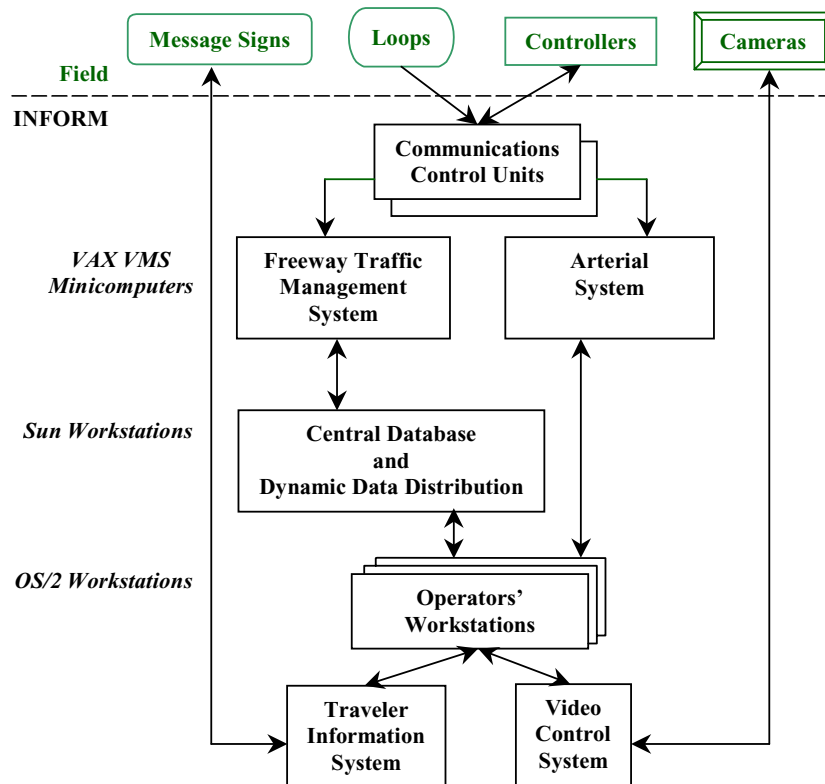 Message Signs
Loops
Controllers
Cameras
Field
INFORM
Communications
Control Units
VAX VMS
Minicomputers
Freeway Traffic
Management
System
Arterial
System
Sun Workstations
Central Database
and
Dynamic Data Distribution
OS/2 Workstations
Operators’
Workstations
Traveler
Information
System
Video
Control
System